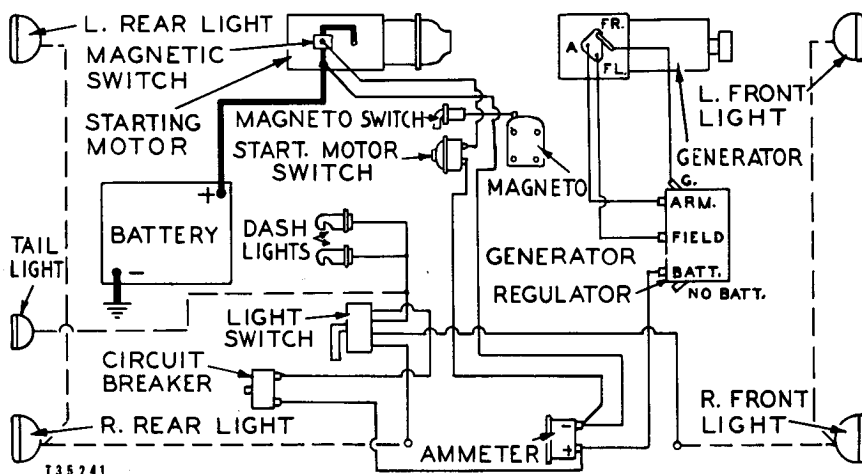 L. REAR LIGHT
MAGNETIC
SWITCH
STARTING
MOTOR
FR.
A
FL.
L. FRONT
LIGHT
GENERATOR
MAGNETO SWITCH
START. MOTOR
SWITCH
MAGNETO
G.
ARM.
FIELD
BATT.
NO BATT.
GENERATOR
REGULATOR
+
BATTERY
-
DASH
LIGHTS
TAIL
LIGHT
LIGHT
SWITCH
CIRCUIT
BREAKER
R. REAR LIGHT
AMMETER
-
+
R. FRONT
LIGHT
T35241